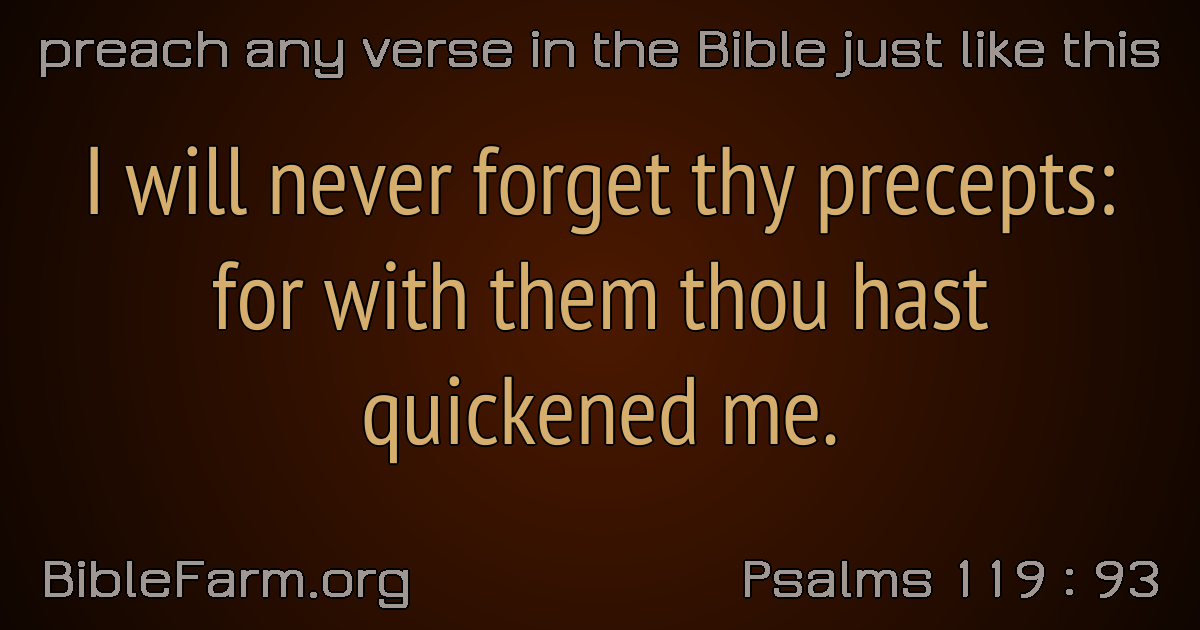 preach any verse in the Bible just like this
I will never forget thy precepts:
for with them thou hast
quickened me.
BibleFarm.org
Psalms 119 : 93